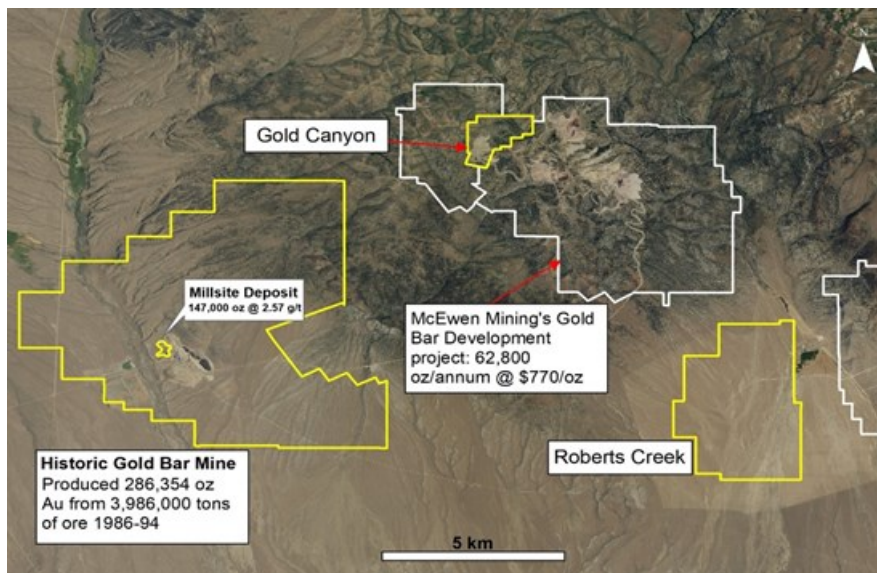 N
Gold Canyon
Millsite Deposit
147,000 oz @ 2.57 g/t
McEwen Mining's Gold
Bar Development
project: 62,800
oz/annum @ $770/oz
Historic Gold Bar Mine
Produced 286,354 oz
Au from 3,986,000 tons
of ore 1986-94
Roberts Creek
5 km